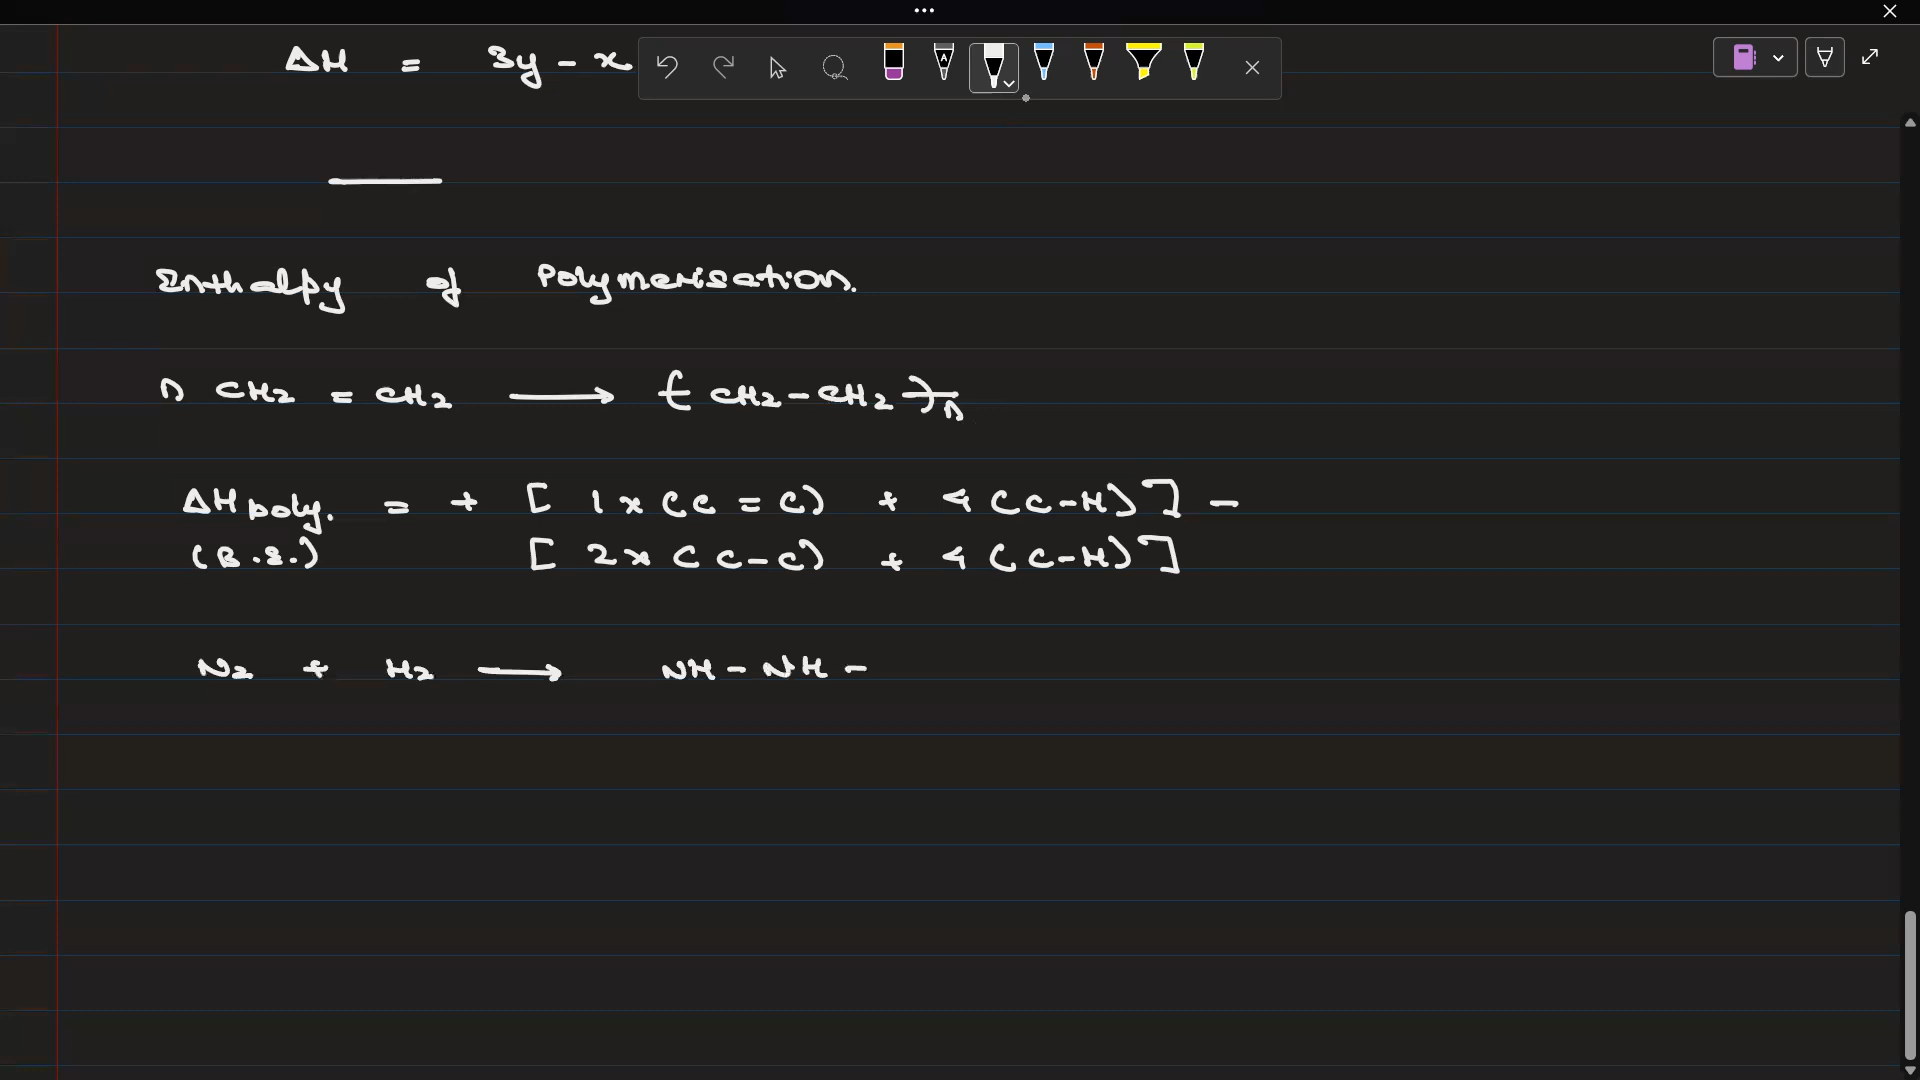 ΔH = 3y - x
Enthalpy of Polymerisation.
n CH2 = CH2 ⟶ ( CH2 - CH2 )n
ΔH poly. = + [ 1 x (C = C) + 4 (C-H) ] -
(B.E.) [ 2 x ( C - C) + 4 ( C-H) ]
N2 + H2 ⟶ NH - NH -